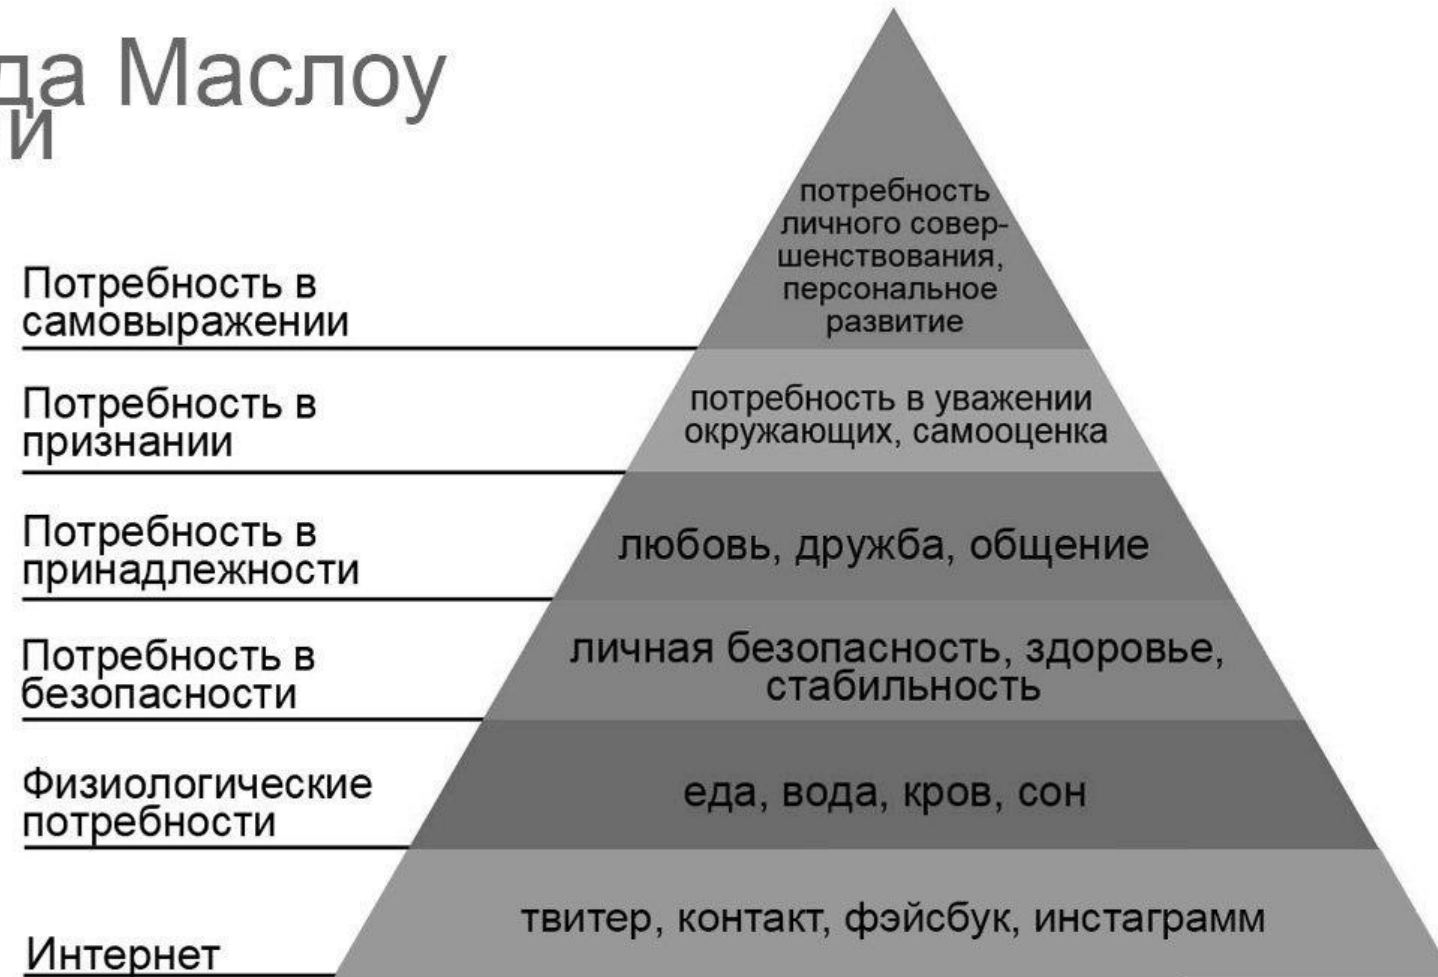 да Маслоу
й
потребность
личного совер-
шенствования,
персональное
развитие
Потребность в
самовыражении
потребность в уважении
окружающих, самооценка
Потребность в
признании
любовь, дружба, общение
Потребность в
принадлежности
личная безопасность, здоровье,
стабильность
Потребность в
безопасности
еда, вода, кров, сон
Физиологические
потребности
твитер, контакт, фэйсбук, инстаграмм
Интернет